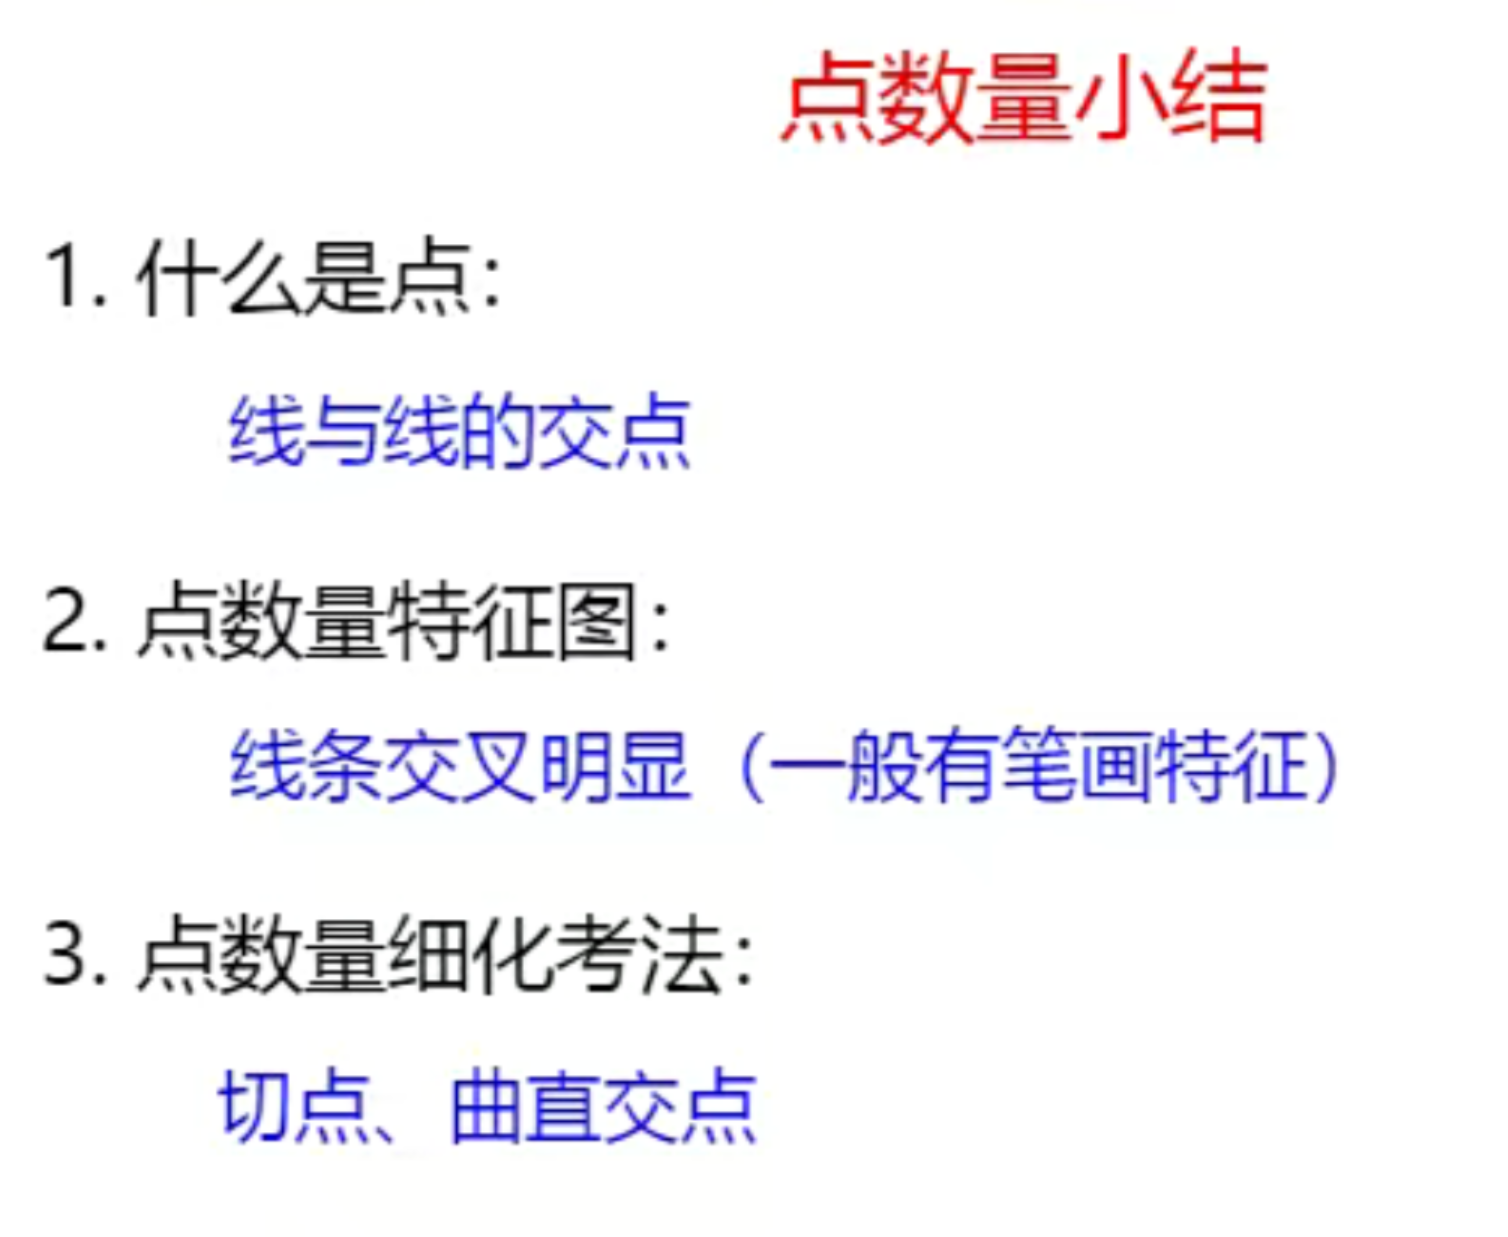 点数量小结
1. 什么是点：
线与线的交点
2. 点数量特征图：
线条交叉明显（一般有笔画特征）
3. 点数量细化考法：
切点、曲直交点